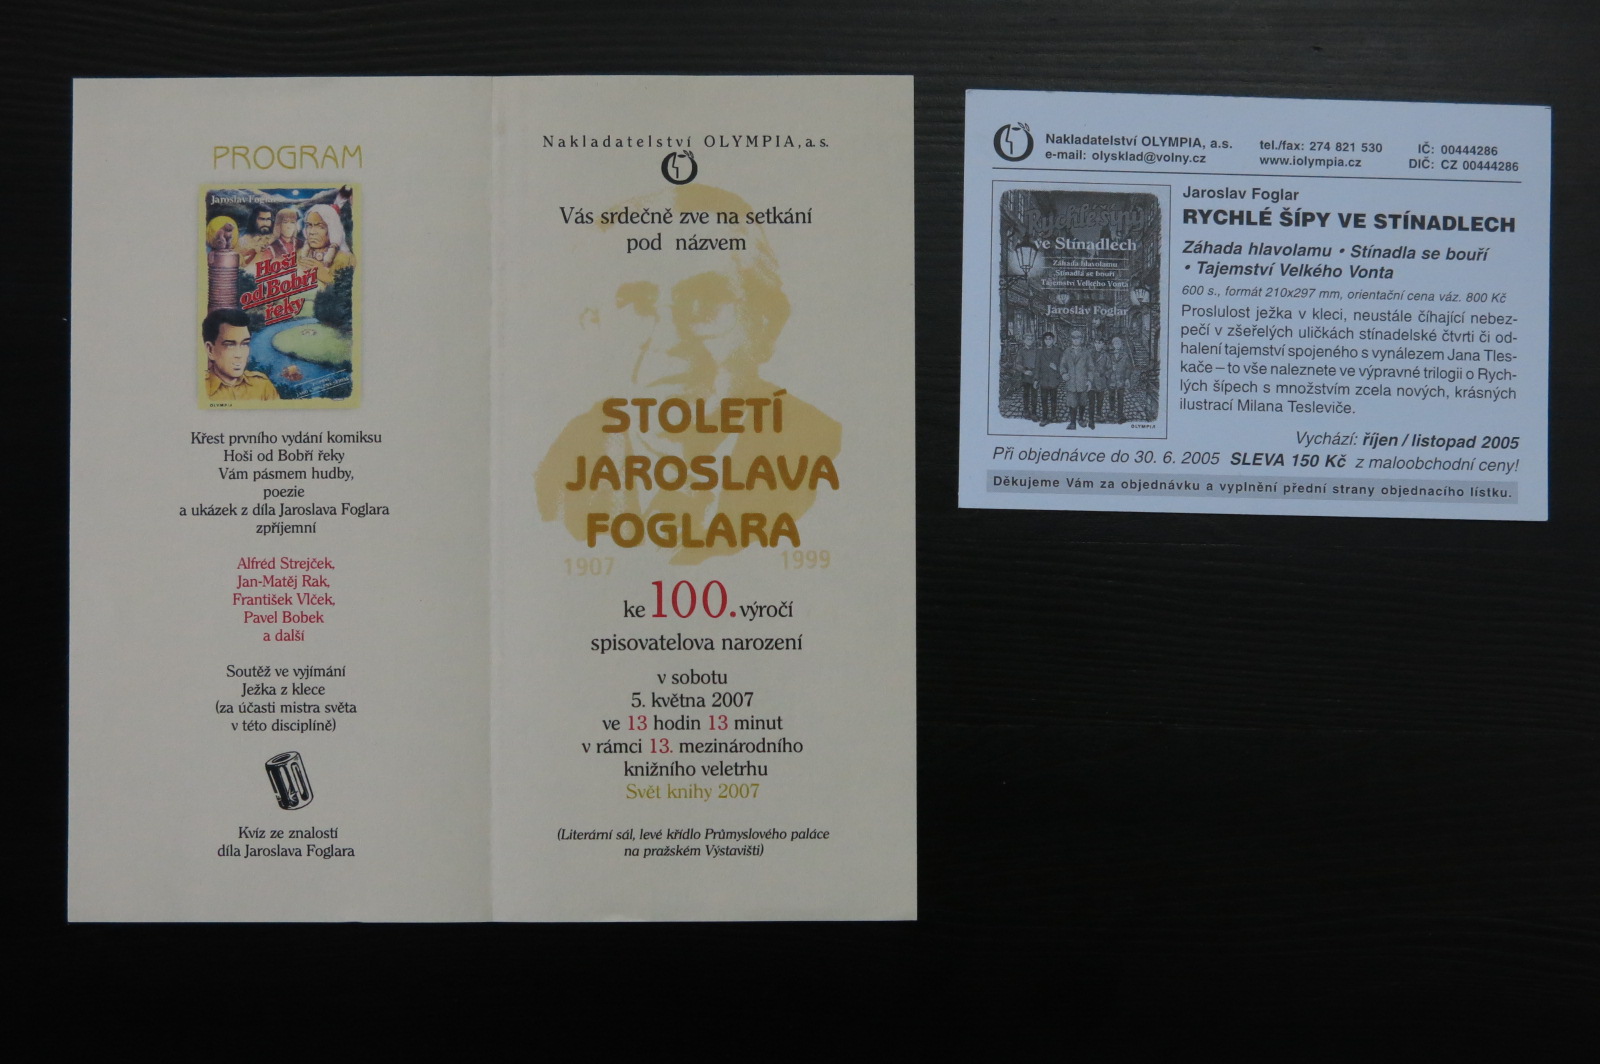 PROGRAM
Jaroslav Foglar
Hoši
od Bobří
řeky
OLYMPIA
Křest prvního vydání komiksu
Hoši od Bobří řeky
Vám pásmem hudby,
poezie
a ukázek z díla Jaroslava Foglara
zpříjemní
Alfréd Strejček,
Jan-Matěj Rak,
František Vlček,
Pavel Bobek
a další
Soutěž ve vyjímání
Ježka z klece
(za účasti mistra světa
v této disciplíně)
Kvíz ze znalostí
díla Jaroslava Foglara
Nakladatelství OLYMPIA, a. s.
Vás srdečně zve na setkání
pod názvem
STOLETÍ
JAROSLAVA
FOGLARA
1907 1999
ke 100. výročí
spisovatelova narození
v sobotu
5. května 2007
ve 13 hodin 13 minut
v rámci 13. mezinárodního
knižního veletrhu
Svět knihy 2007
(Literární sál, levé křídlo Průmyslového paláce
na pražském Výstavišti)
Nakladatelství OLYMPIA, a.s. tel./fax: 274 821 530 IČ: 00444286
e-mail: olysklad@volny.cz www.iolympia.cz DIČ: CZ 00444286
Rychlé šípy
ve Stínadlech
Záhada hlavolamu
Stínadla se bouří
Tajemství Velkého Vonta
Jaroslav Foglar
OLYMPIA
Jaroslav Foglar
RYCHLÉ ŠÍPY VE STÍNADLECH
Záhada hlavolamu • Stínadla se bouří
• Tajemství Velkého Vonta
600 s., formát 210x297 mm, orientační cena váz. 800 Kč
Proslulost ježka v kleci, neustále číhající nebez-
pečí v zšeřelých uličkách stínadelské čtvrti či od-
halení tajemství spojeného s vynálezem Jana Tles-
kače – to vše naleznete ve výpravné trilogii o Rych-
lých šípech s množstvím zcela nových, krásných
ilustrací Milana Tesleviče.
Vychází: říjen / listopad 2005
Při objednávce do 30. 6. 2005 SLEVA 150 Kč z maloobchodní ceny!
Děkujeme Vám za objednávku a vyplnění přední strany objednacího lístku.